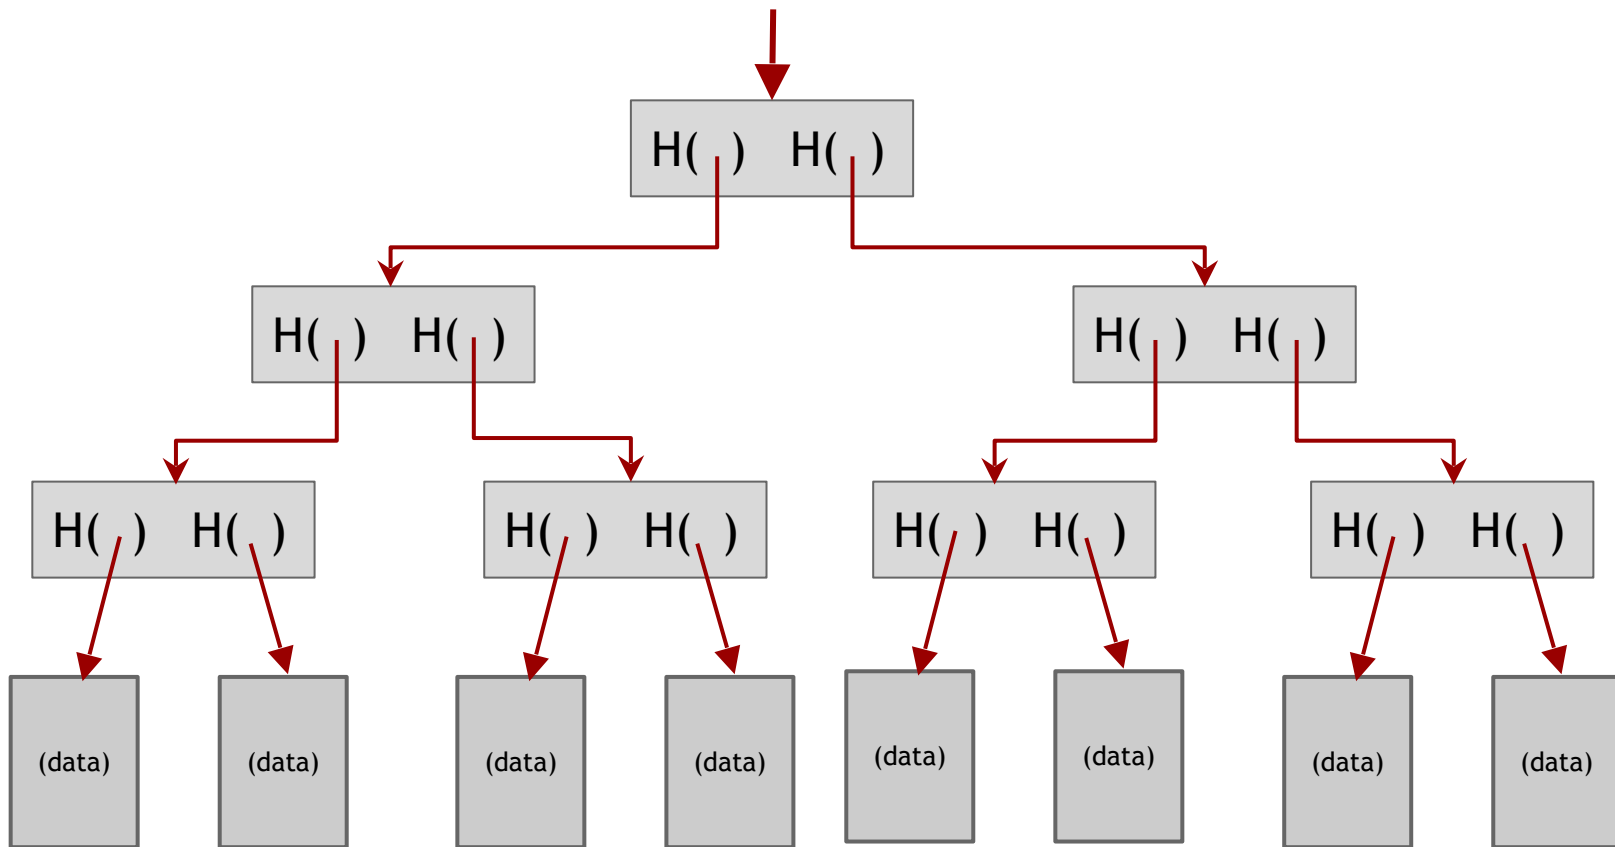 H( ) H( )
H( ) H( ) H( ) H( )
H( ) H( ) H( ) H( ) H( ) H( ) H( ) H( )
(data) (data) (data) (data) (data) (data) (data) (data)